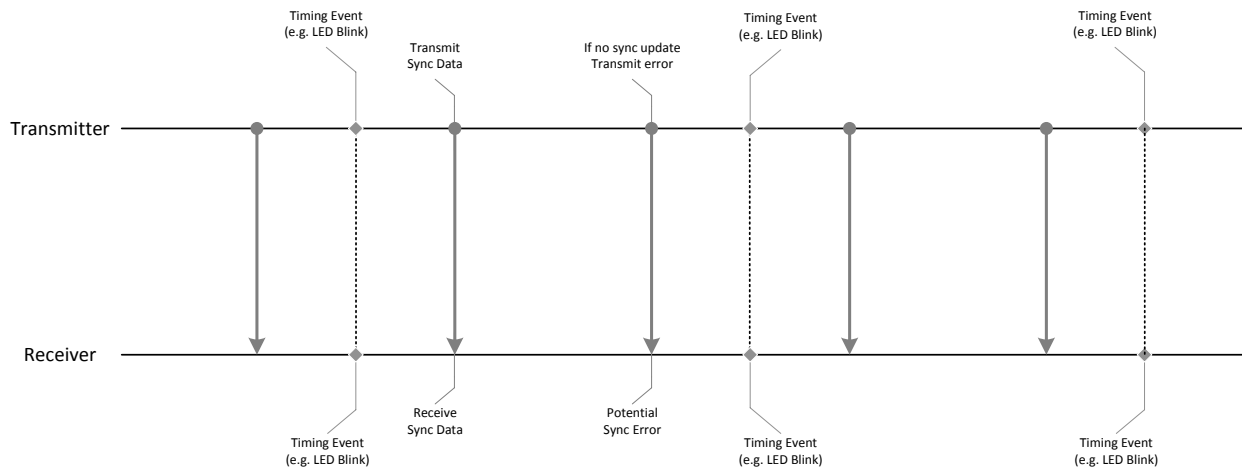 Timing Event
(e.g. LED Blink)
Transmit
Sync Data
If no sync update
Transmit error
Timing Event
(e.g. LED Blink)
Timing Event
(e.g. LED Blink)
Transmitter
Receiver
Timing Event
(e.g. LED Blink)
Receive
Sync Data
Potential
Sync Error
Timing Event
(e.g. LED Blink)
Timing Event
(e.g. LED Blink)